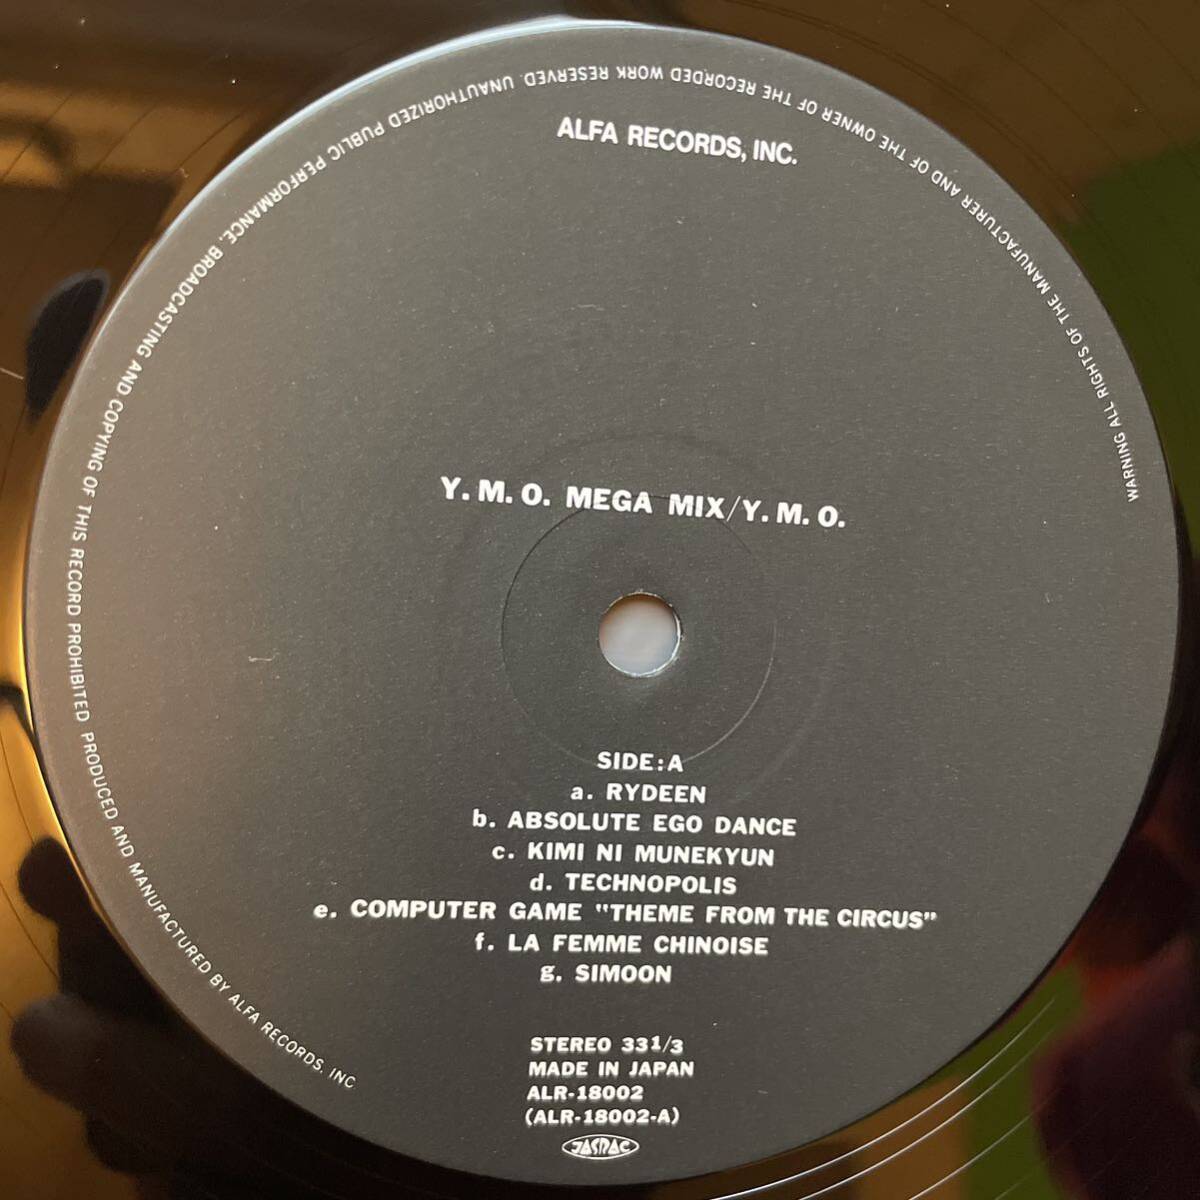 ALFA RECORDS, INC.
Y. M. O. MEGA MIX/Y. M. O.
SIDE:A
a. RYDEEN
b. ABSOLUTE EGO DANCE
c. KIMI NI MUNEKYUN
d. TECHNOPOLIS
e. COMPUTER GAME "THEME FROM THE CIRCUS"
f. LA FEMME CHINOISE
g. SIMOON
STEREO 33 1/3
MADE IN JAPAN
ALR-18002
(ALR-18002-A)
JASRAC
WARNING ALL RIGHTS OF THE MANUFACTURER AND OF THE OWNER OF THE RECORDED WORK RESERVED. UNAUTHORIZED PUBLIC PERFORMANCE, BROADCASTING AND COPYING OF THIS RECORD PROHIBITED PRODUCED AND MANUFACTURED BY ALFA RECORDS, INC